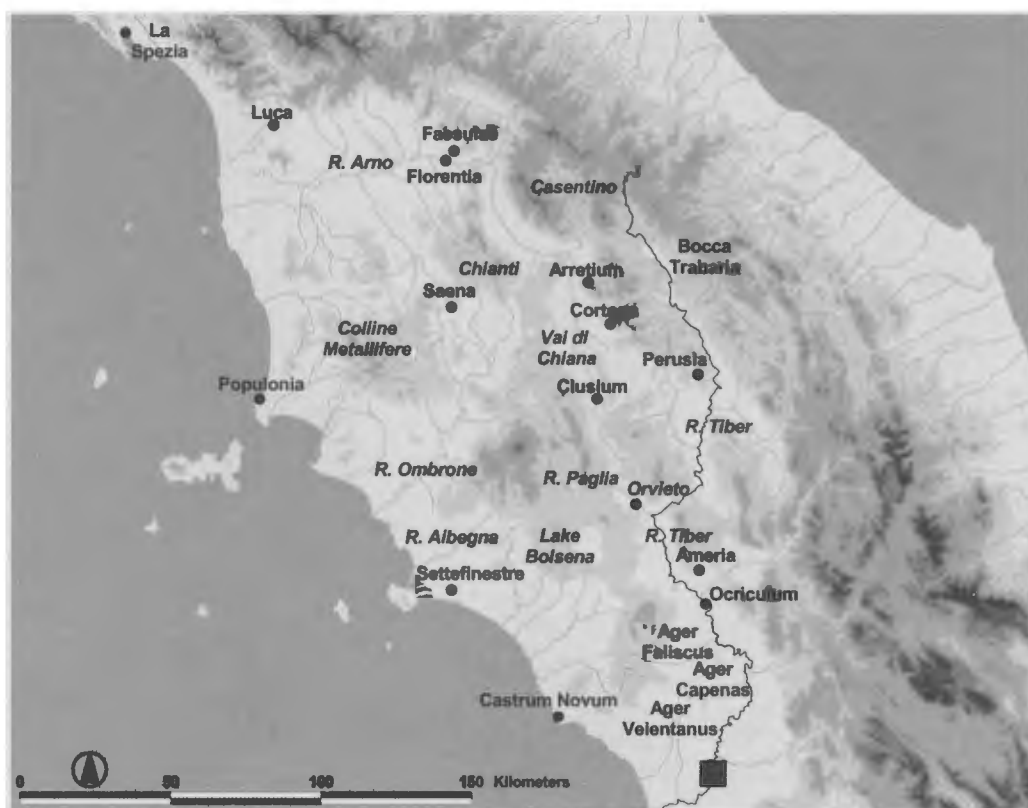 La
Spezia
Luca
Faesulae
R. Arno
Florentia
Casentino
Bocca
Trabaria
Chianti
Arretium
Saena
Cortona
Colline
Metallifere
Val di
Chiana
Perusia
Populonia
Clusium
R. Tiber
R. Ombrone
R. Paglia
Orvieto
R. Albegna
Lake
Bolsena
R. Tiber
Ameria
Settefinestre
Ocriculum
Ager
Faliscus
Ager
Capenas
Castrum Novum
Ager
Veientanus
0 50 100 150 Kilometers